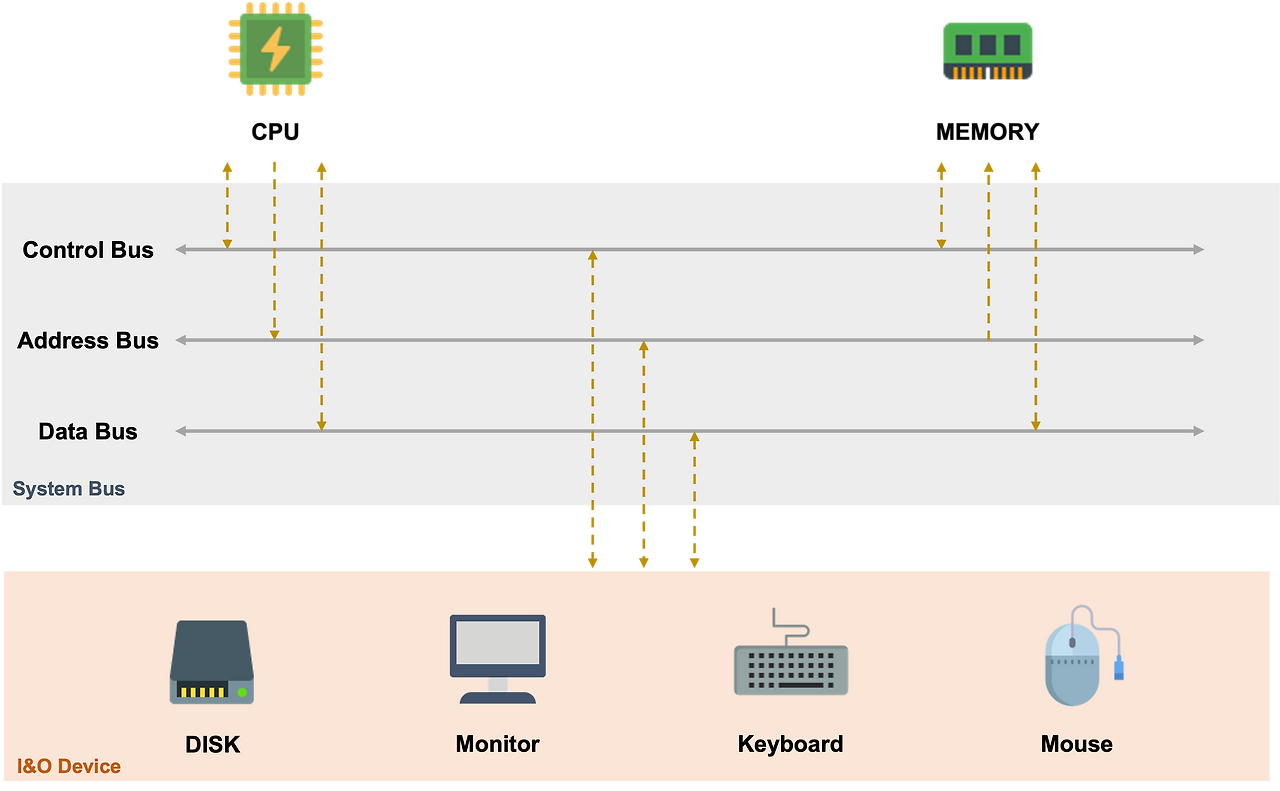 CPU
MEMORY
Control Bus
Address Bus
Data Bus
System Bus
DISK
Monitor
Keyboard
Mouse
I&O Device